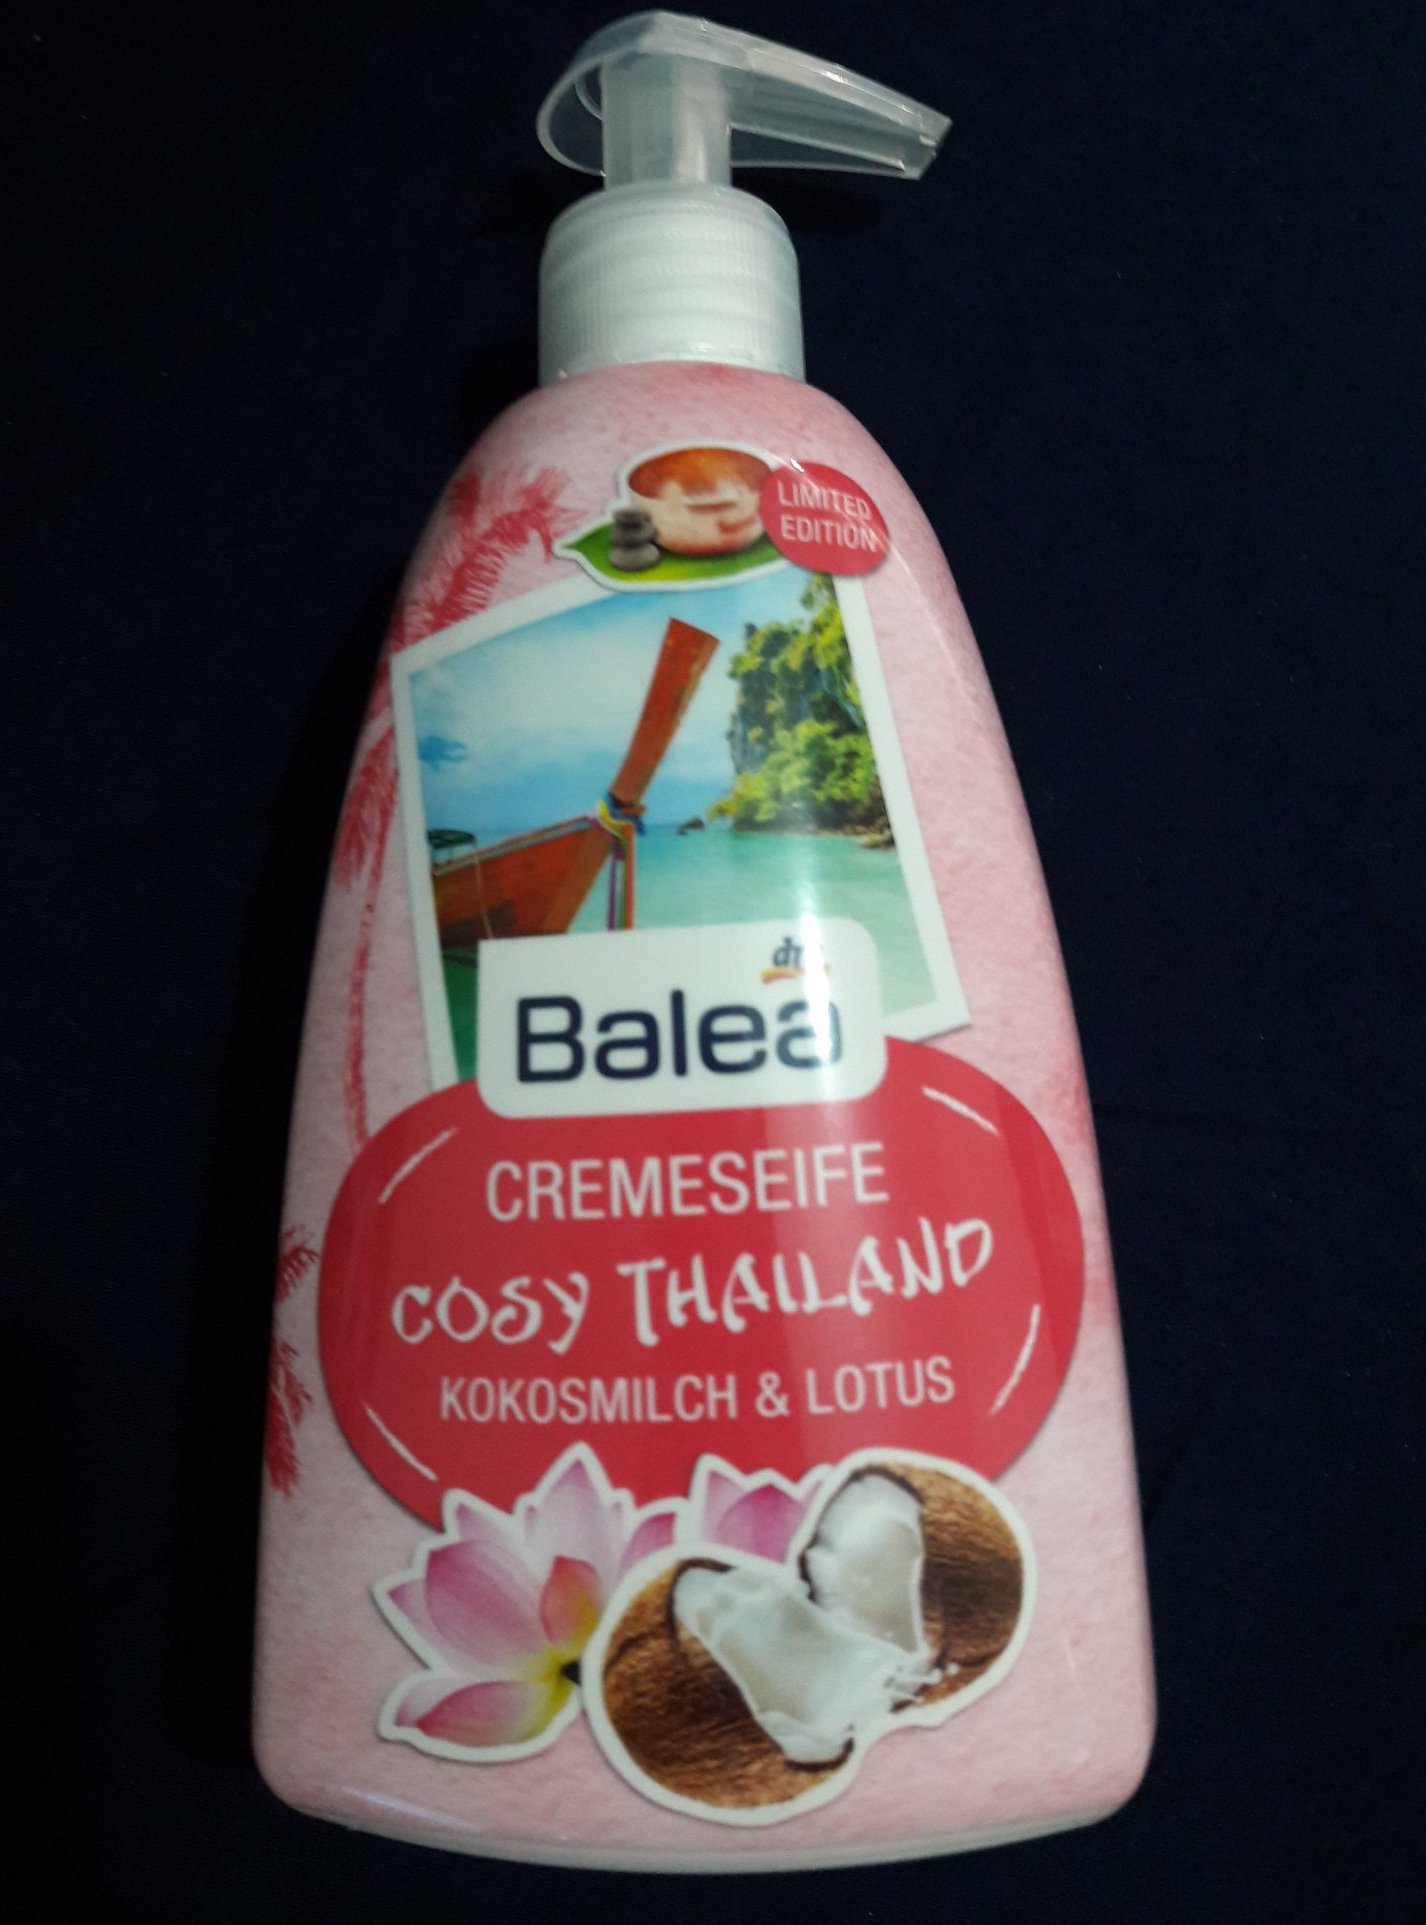 LIMITED
EDITION
dm
Balea
CREMESEIFE
COSY THAILAND
KOKOSMILCH & LOTUS